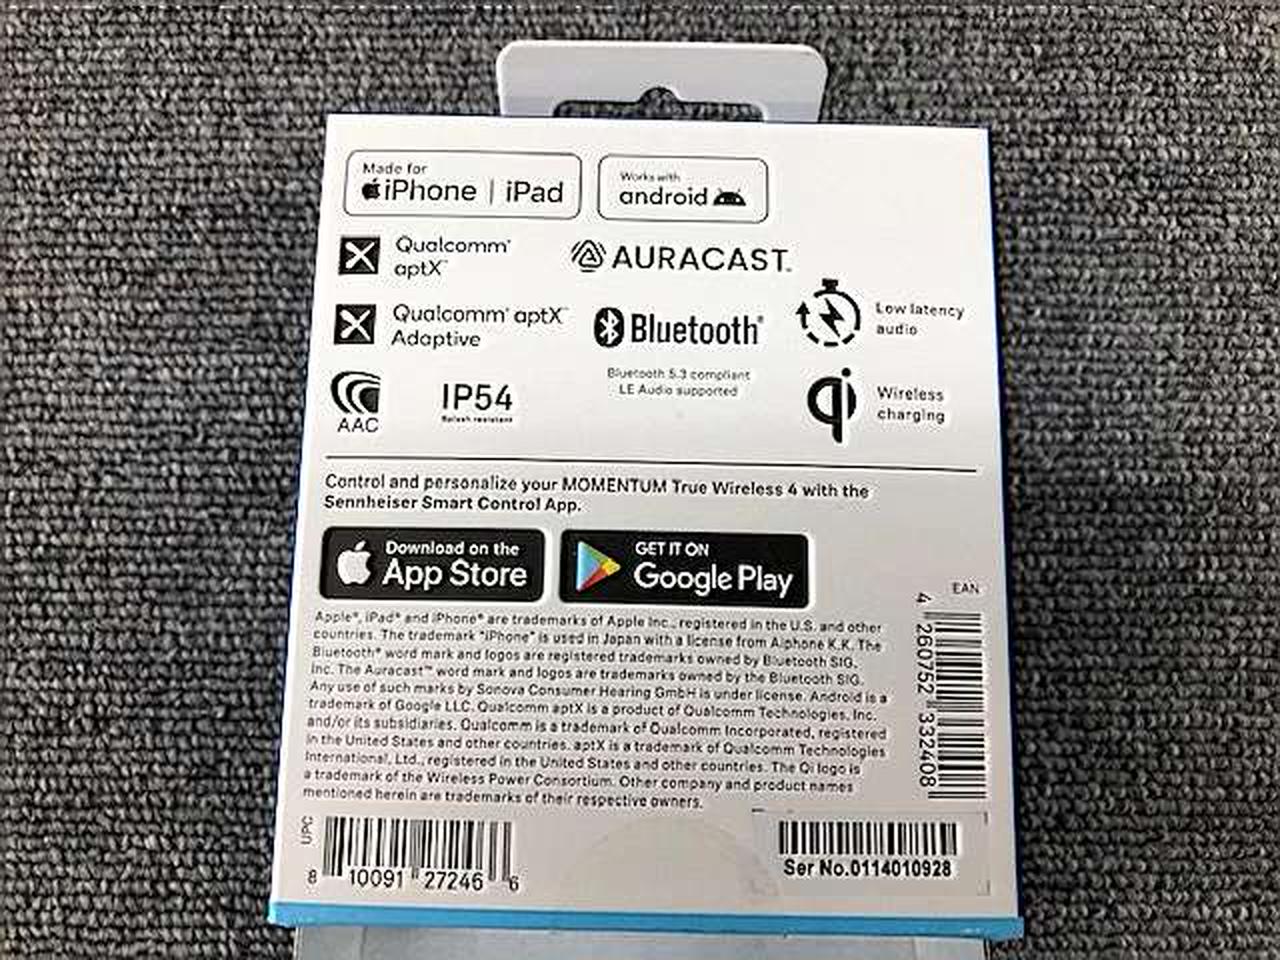 Made for
iPhone | iPad
Works with
android
Qualcomm®
aptX™
AURACAST™
Qualcomm® aptX™
Adaptive
Bluetooth®
Low latency
audio
Bluetooth 5.3 compliant
LE Audio supported
AAC
IP54
Splash resistant
qi
Wireless
charging
Control and personalize your MOMENTUM True Wireless 4 with the
Sennheiser Smart Control App.
Download on the
App Store
GET IT ON
Google Play
Apple®, iPad® and iPhone® are trademarks of Apple Inc., registered in the U.S. and other
countries. The trademark "iPhone" is used in Japan with a license from Aiphone K.K. The
Bluetooth® word mark and logos are registered trademarks owned by Bluetooth SIG,
Inc. The Auracast™ word mark and logos are trademarks owned by the Bluetooth SIG.
Any use of such marks by Sonova Consumer Hearing GmbH is under license. Android is a
trademark of Google LLC. Qualcomm aptX is a product of Qualcomm Technologies, Inc.
and/or its subsidiaries. Qualcomm is a trademark of Qualcomm Incorporated, registered
in the United States and other countries. aptX is a trademark of Qualcomm Technologies
International, Ltd., registered in the United States and other countries. The Qi logo is
a trademark of the Wireless Power Consortium. Other company and product names
mentioned herein are trademarks of their respective owners.
EAN
4 260752 332408
UPC
8 10091 27246 6
Ser No.0114010928